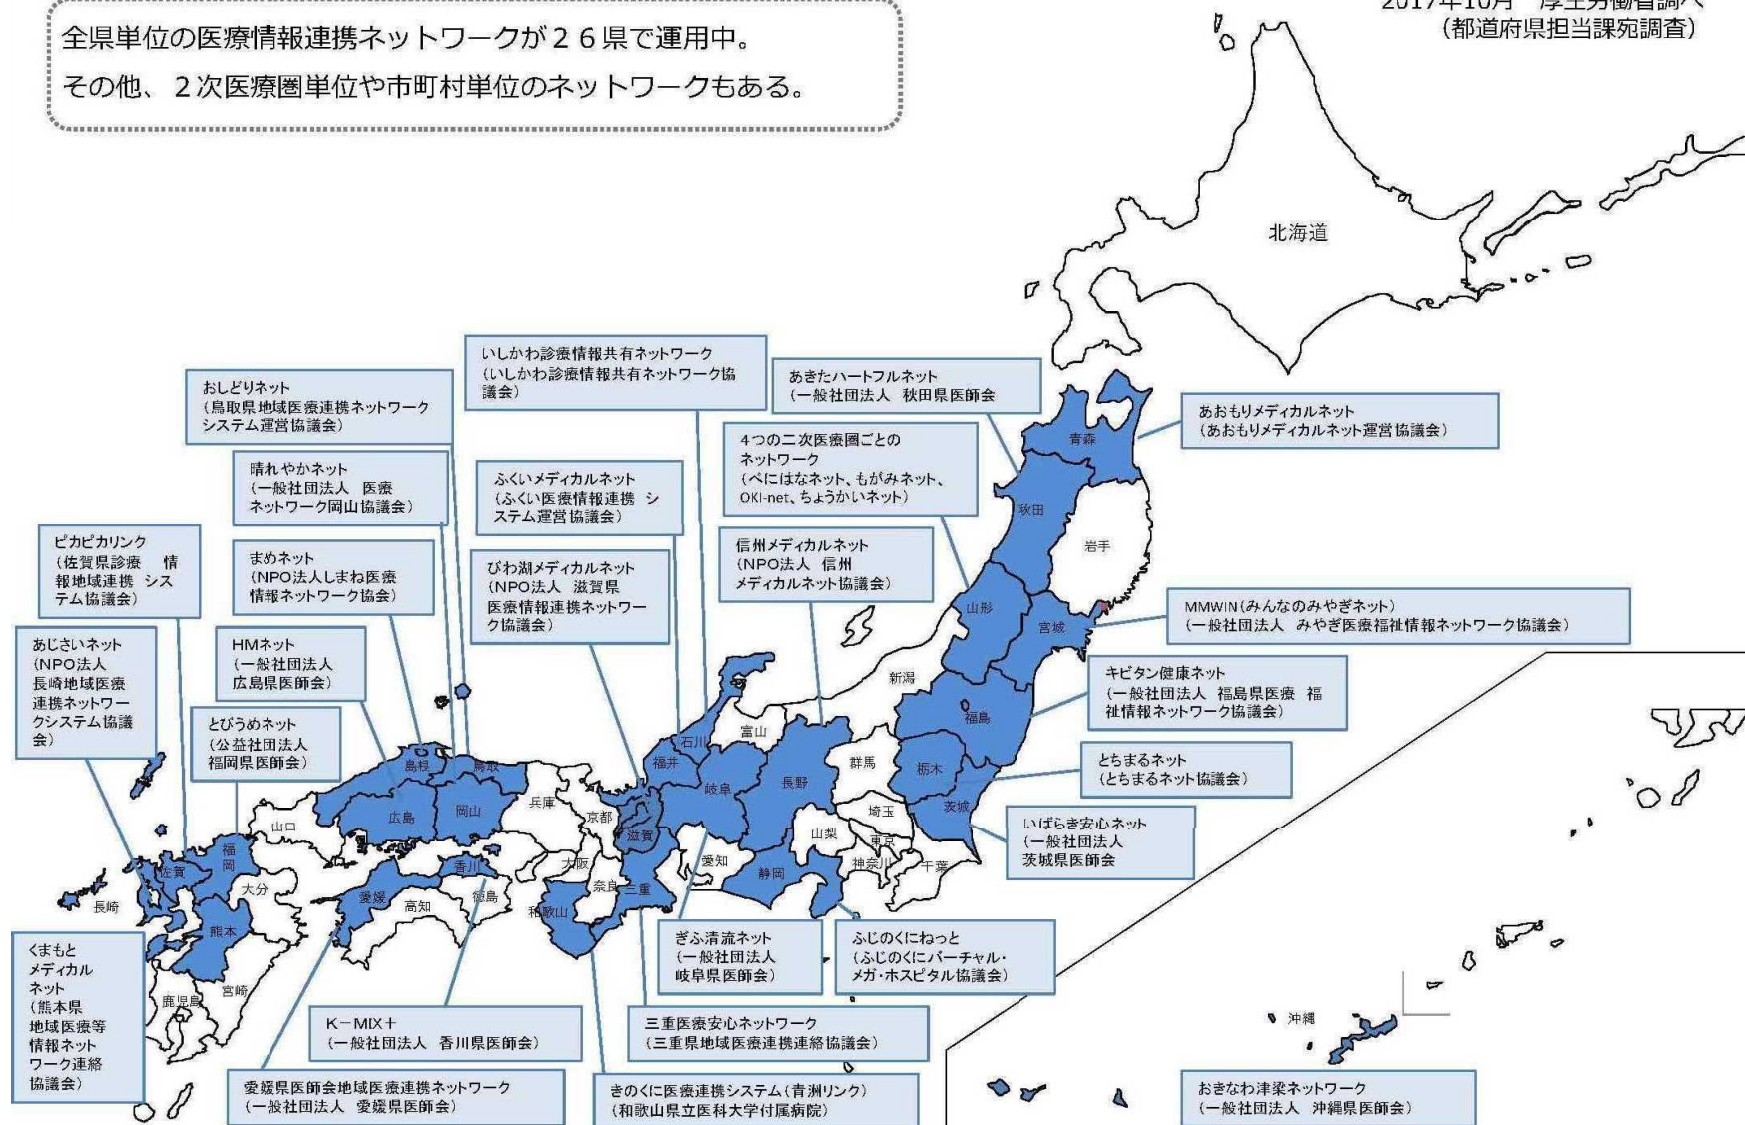 2017年10月 厚生労働省調べ
（都道府県担当課宛調査）
全県単位の医療情報連携ネットワークが２６県で運用中。
その他、２次医療圏単位や市町村単位のネットワークもある。
北海道
いしかわ診療情報共有ネットワーク
（いしかわ診療情報共有ネットワーク協
議会）
あきたハートフルネット
（一般社団法人 秋田県医師会
おしどりネット
（鳥取県地域医療連携ネットワーク
システム運営協議会）
あおもりメディカルネット
（あおもりメディカルネット運営協議会）
4つの二次医療圏ごとの
ネットワーク
（べにはなネット、もがみネット、
OKI-net、ちょうかいネット）
晴れやかネット
（一般社団法人 医療
ネットワーク岡山協議会）
ふくいメディカルネット
（ふくい医療情報連携 シ
ステム運営協議会）
ピカピカリンク
（佐賀県診療 情
報地域連携 シス
テム協議会）
まめネット
（NPO法人しまね医療
情報ネットワーク協会）
びわ湖メディカルネット
（NPO法人 滋賀県
医療情報連携ネットワー
ク協議会）
信州メディカルネット
（NPO法人 信州
メディカルネット協議会）
あじさいネット
（NPO法人
長崎地域医療
連携ネットワー
クシステム協議
会）
HMネット
（一般社団法人
広島県医師会）
とびうめネット
（公益社団法人
福岡県医師会）
MMWIN（みんなのみやぎネット）
（一般社団法人 みやぎ医療福祉情報ネットワーク協議会）
キビタン健康ネット
（一般社団法人 福島県医療 福
祉情報ネットワーク協議会）
とちまるネット
（とちまるネット協議会）
いばらき安心ネット
（一般社団法人
茨城県医師会
青森
秋田
岩手
山形
宮城
新潟
福島
富山
石川
福井
群馬
栃木
長野
岐阜
茨城
島根
鳥取
兵庫
京都
滋賀
埼玉
山梨
東京
神奈川
千葉
広島
岡山
山口
大阪
愛知
静岡
奈良
三重
和歌山
香川
徳島
愛媛
高知
福
岡
佐賀
大分
長崎
熊本
宮崎
鹿児島
沖縄
くまもと
メディカル
ネット
（熊本県
地域医療等
情報ネット
ワーク連絡
協議会）
ぎふ清流ネット
（一般社団法人
岐阜県医師会）
ふじのくにねっと
（ふじのくにバーチャル・
メガ・ホスピタル協議会）
K－MIX＋
（一般社団法人 香川県医師会）
三重医療安心ネットワーク
（三重県地域医療連携連絡協議会）
愛媛県医師会地域医療連携ネットワーク
（一般社団法人 愛媛県医師会）
きのくに医療連携システム（青洲リンク）
（和歌山県立医科大学付属病院）
おきなわ津梁ネットワーク
（一般社団法人 沖縄県医師会）